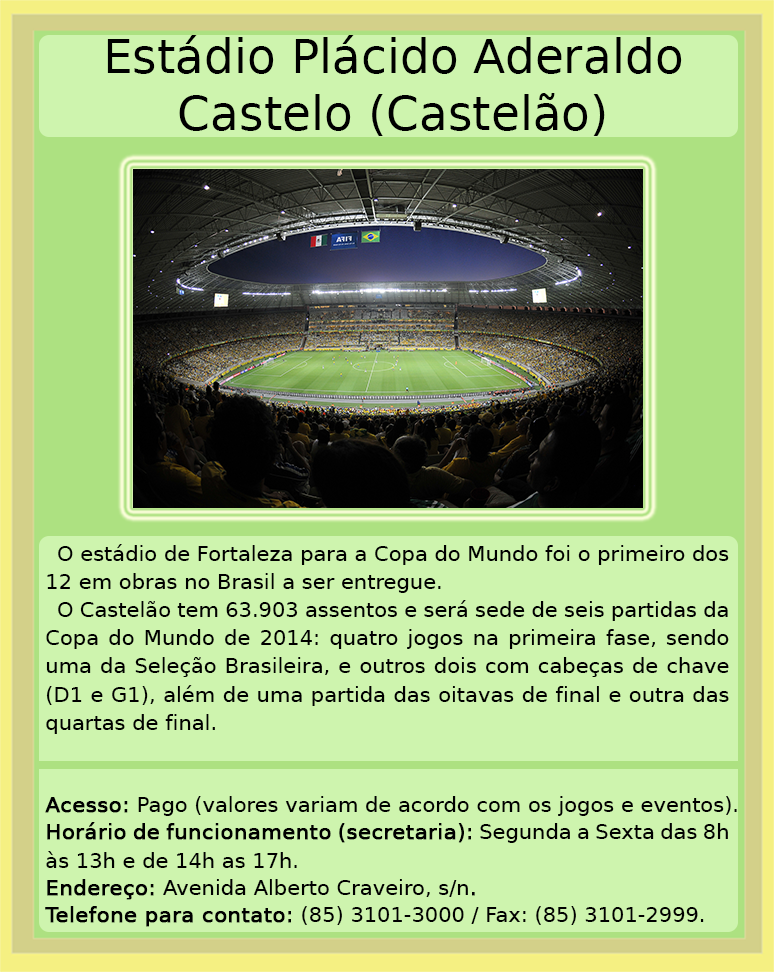 Estádio Plácido Aderaldo
Castelo (Castelão)
FIFA
O estádio de Fortaleza para a Copa do Mundo foi o primeiro dos
12 em obras no Brasil a ser entregue.
O Castelão tem 63.903 assentos e será sede de seis partidas da
Copa do Mundo de 2014: quatro jogos na primeira fase, sendo
uma da Seleção Brasileira, e outros dois com cabeças de chave
(D1 e G1), além de uma partida das oitavas de final e outra das
quartas de final.
Acesso: Pago (valores variam de acordo com os jogos e eventos).
Horário de funcionamento (secretaria): Segunda a Sexta das 8h
às 13h e de 14h as 17h.
Endereço: Avenida Alberto Craveiro, s/n.
Telefone para contato: (85) 3101-3000 / Fax: (85) 3101-2999.